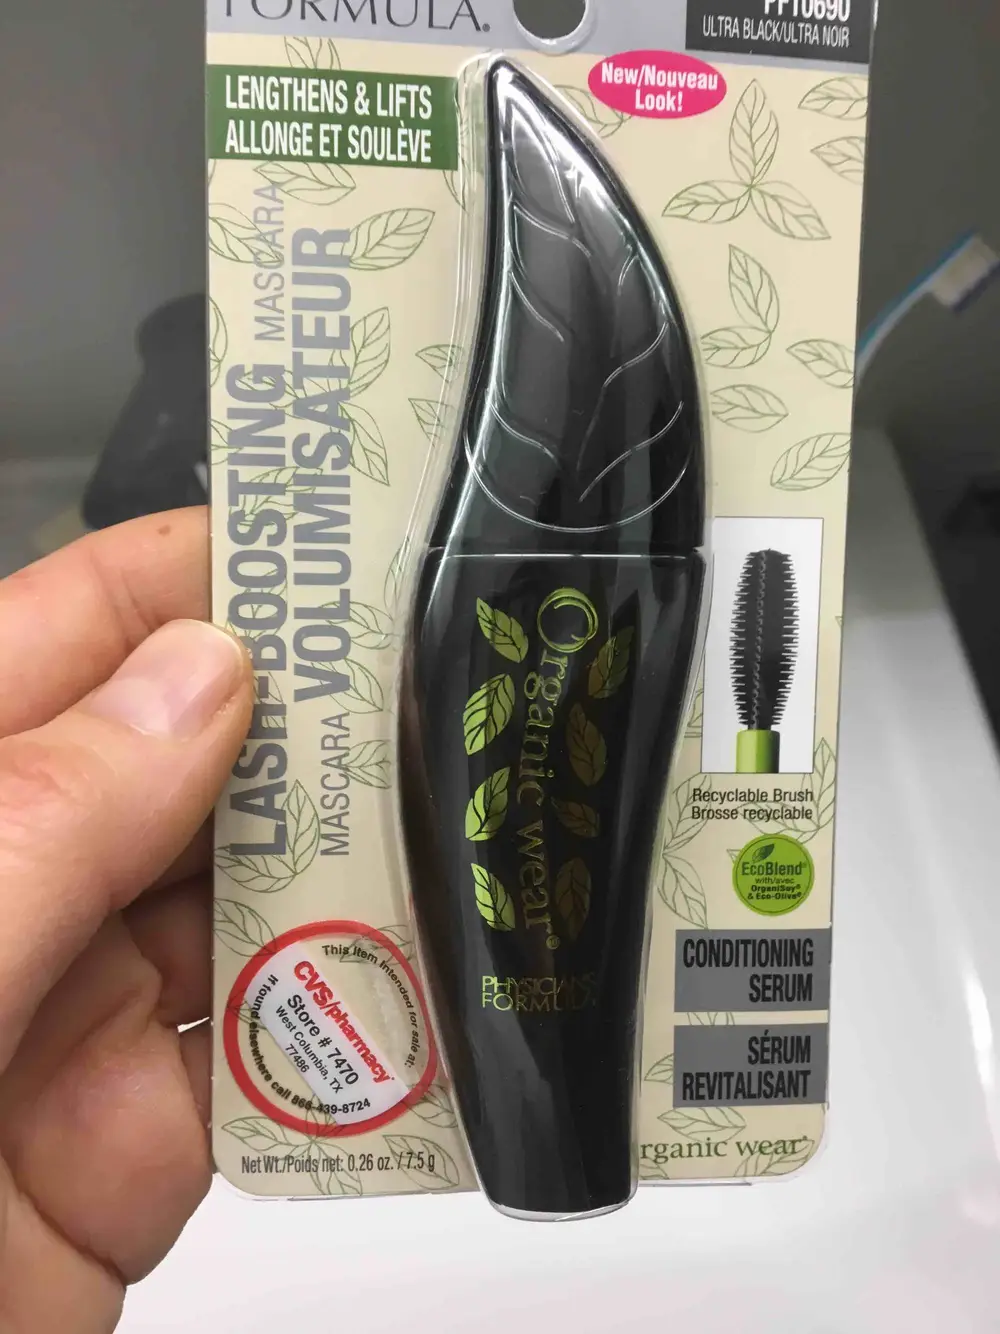 FORMULA®
PF10690
ULTRA BLACK/ULTRA NOIR
LENGTHENS & LIFTS
ALLONGE ET SOULÈVE
New/Nouveau
Look!
LASH-BOOSTING MASCARA
MASCARA VOLUMISATEUR
Organic wear®
PHYSICIANS
FORMULA
Recyclable Brush
Brosse recyclable
EcoBlend®
with/avec
OrganiSoy®
& Eco-Olive®
CONDITIONING
SERUM
SÉRUM
REVITALISANT
This item intended for sale at:
CVS/pharmacy
Store # 7470
West Columbia, TX
77486
If found elsewhere call 866-439-8724
Net Wt./Poids net: 0.26 oz. / 7.5 g
rganic wear®